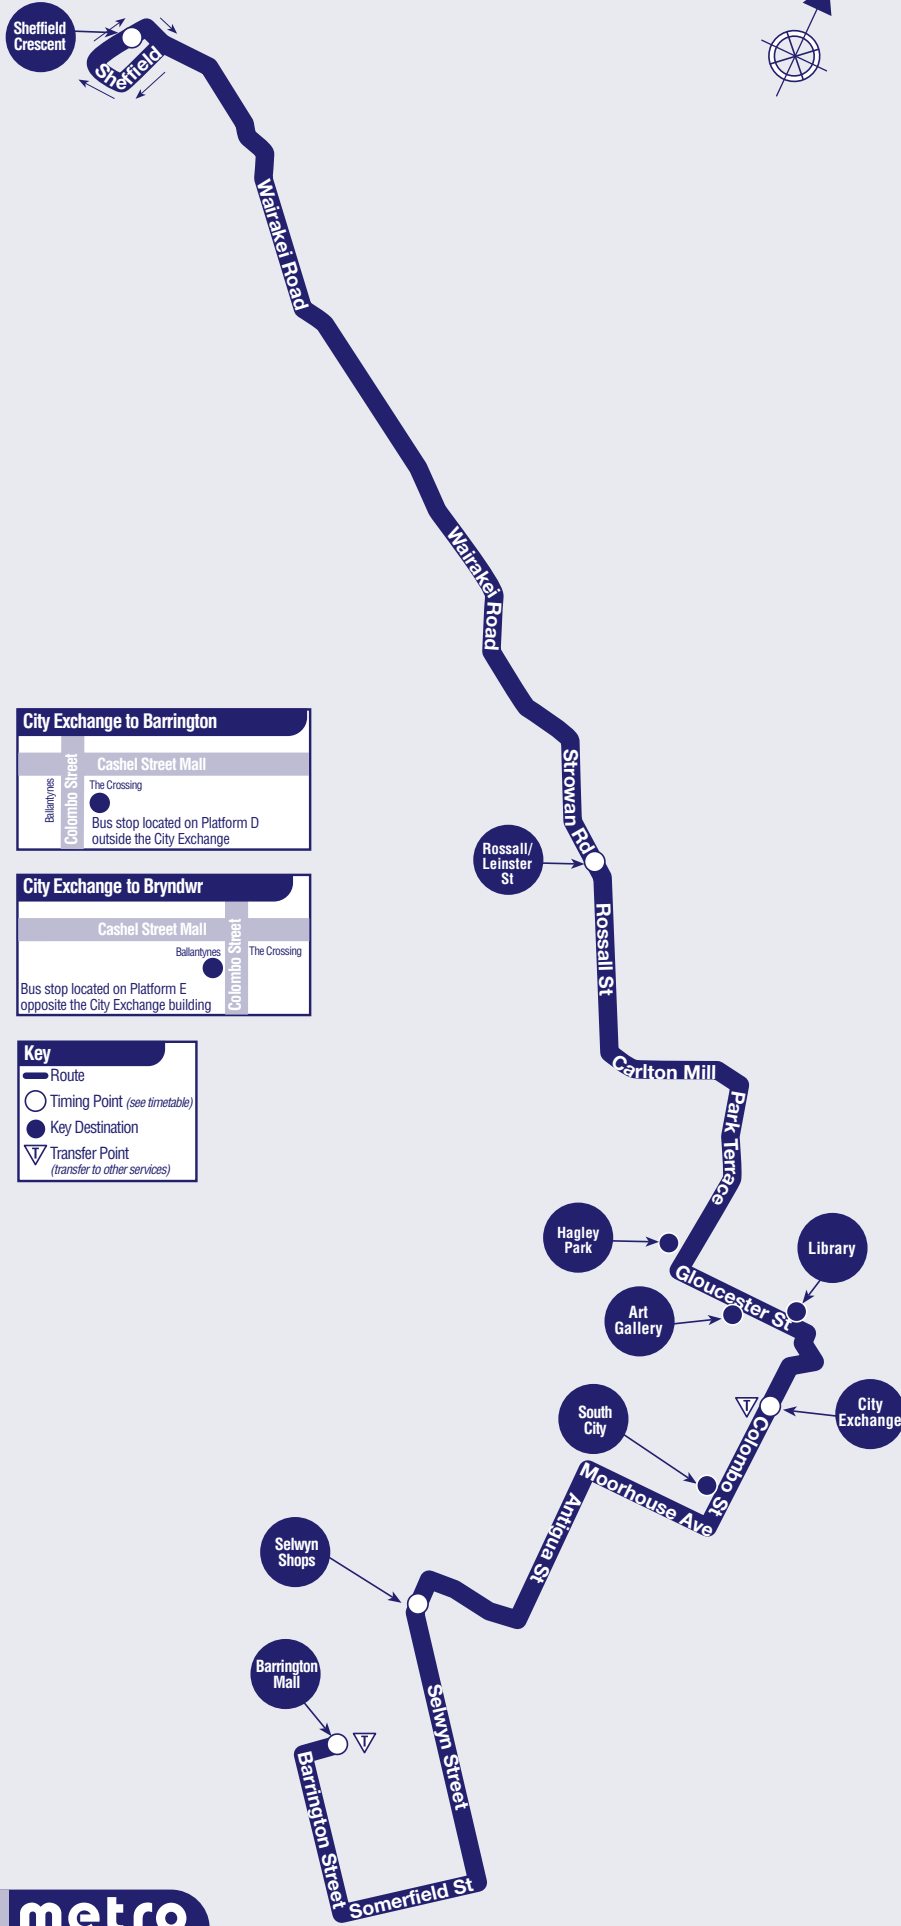 Sheffield
Crescent
Sheffield
Wairakei Road
Wairakei
Road
City Exchange to Barrington
Cashel Street Mall
Colombo Street
Ballantynes
The Crossing
Bus stop located on Platform D
outside the City Exchange
Strowan Rd
Rossall/
Leinster
St
City Exchange to Bryndwr
Cashel Street Mall
Colombo Street
Ballantynes
The Crossing
Bus stop located on Platform E
opposite the City Exchange building
Rossall St
Key
Route
Timing Point (see timetable)
Key Destination
T
Transfer Point
(transfer to other services)
Carlton Mill
Park Terrace
Hagley
Park
Library
Gloucester St
Art
Gallery
T
City
Exchange
South
City
Colombo St
Moorhouse Ave
Antigua St
Selwyn
Shops
Barrington
Mall
T
Selwyn Street
Barrington Street
Somerfield St
metro